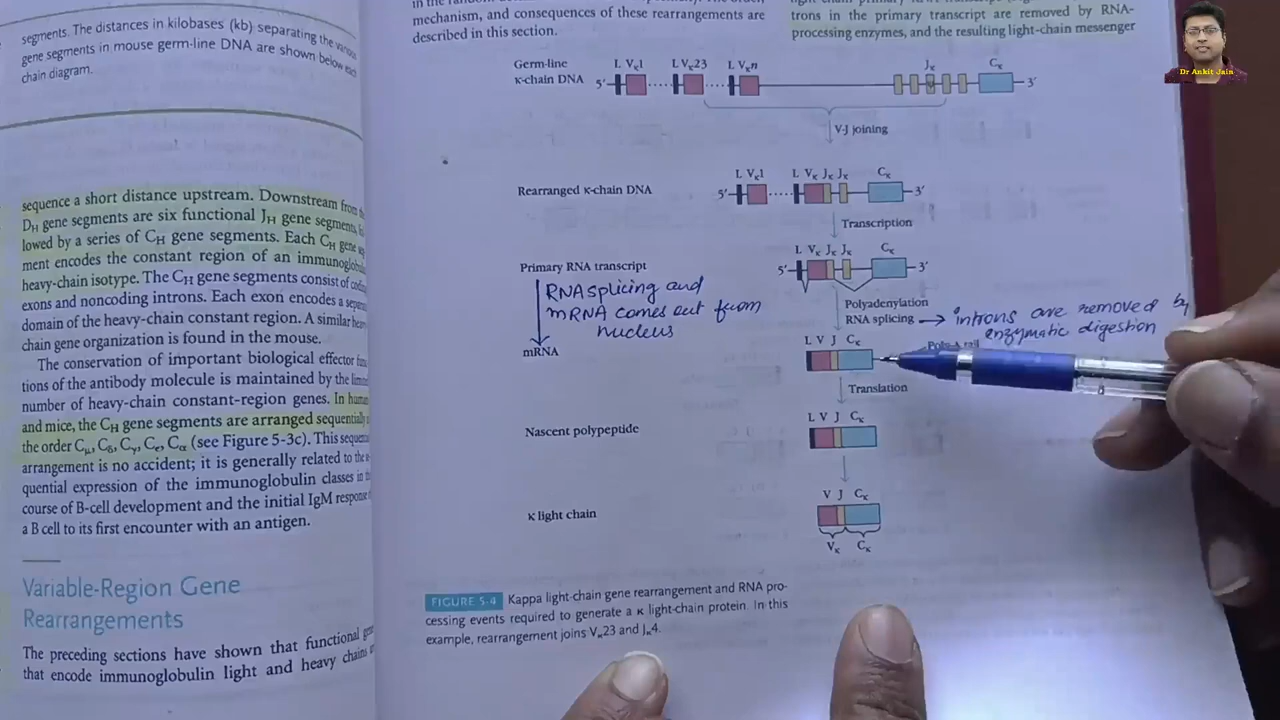 segments. The distances in kilobases (kb) separating the various
gene segments in mouse germ-line DNA are shown below each
chain diagram.
sequence a short distance upstream. Downstream from the
DH gene segments are six functional JH gene segments,
lowed by a series of CH gene segments. Each CH gene
ment encodes the constant region of an immunoglobulin
heavy-chain isotype. The CH gene segments consist of coding
exons and noncoding introns. Each exon encodes a separate
domain of the heavy-chain constant region. A similar heavy-
chain gene organization is found in the mouse.
The conservation of important biological effector
tions of the antibody molecule is maintained by the
number of heavy-chain constant-region genes. In human
and mice, the CH gene segments are arranged sequentially
the order Cμ, Cδ, Cγ, Cε, Cα (see Figure 5-3c). This
arrangement is no accident; it is generally related to the
quential expression of the immunoglobulin classes in
course of B-cell development and the initial IgM response
a B cell to its first encounter with an antigen.
Variable-Region Gene
Rearrangements
The preceding sections have shown that functional
that encode immunoglobulin light and heavy chains
mechanism, and consequences of these rearrangements are
described in this section.
trons in the primary transcript are removed by RNA-
processing enzymes, and the resulting light-chain messenger
Dr Ankit Jain
Germ-line
κ-chain DNA
L Vκ1 L Vκ23 L Vκn Jκ Cκ
5′ 3′
V-J joining
Rearranged κ-chain DNA
L Vκ1 L Vκ Jκ Jκ Cκ
5′ 3′
Transcription
Primary RNA transcript
L Vκ Jκ Jκ Cκ
5′ 3′
RNA splicing and
mRNA comes out from
nucleus
Polyadenylation
RNA splicing → introns are removed by
enzymatic digestion
mRNA
L V J Cκ
Translation
Nascent polypeptide
L V J Cκ
κ light chain
V J Cκ
Vκ Cκ
FIGURE 5-4 Kappa light-chain gene rearrangement and RNA pro-
cessing events required to generate a κ light-chain protein. In this
example, rearrangement joins Vκ23 and Jκ4.